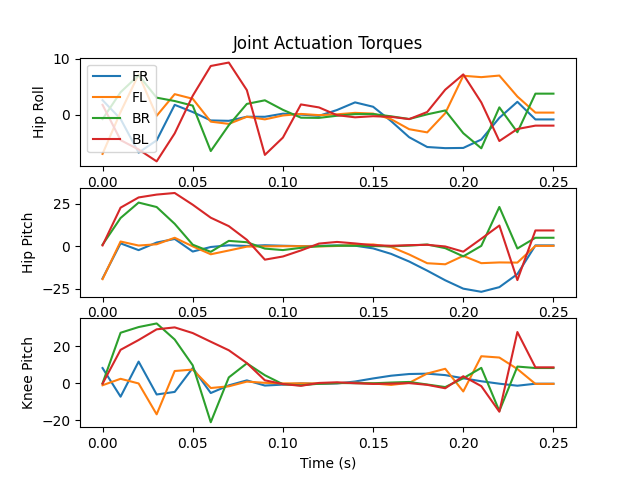 Joint Actuation Torques
10
0
Hip Roll
FR
FL
BR
BL
0.00 0.05 0.10 0.15 0.20 0.25
25
0
−25
Hip Pitch
0.00 0.05 0.10 0.15 0.20 0.25
20
0
−20
Knee Pitch
0.00 0.05 0.10 0.15 0.20 0.25
Time (s)